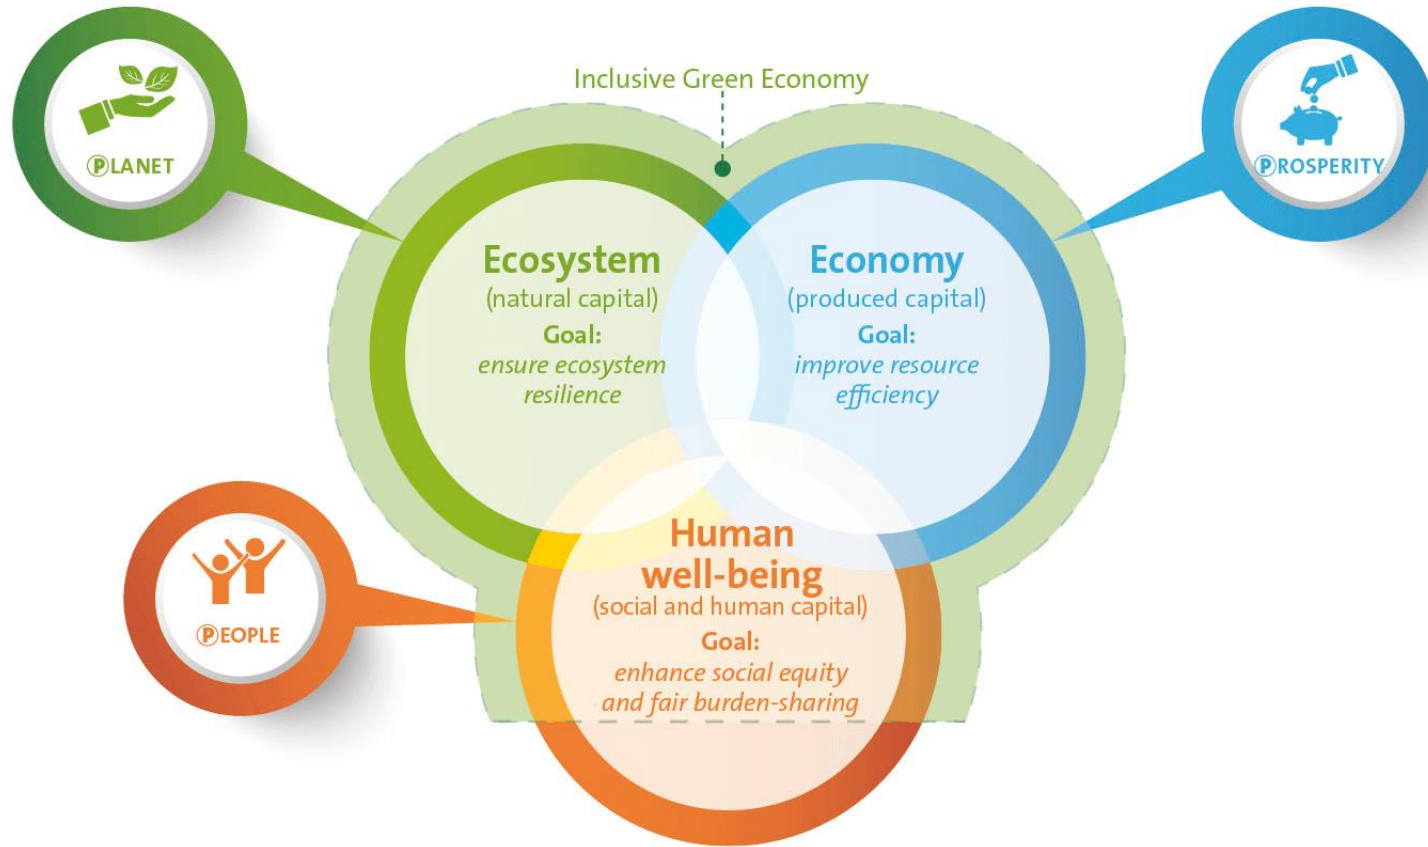 Inclusive Green Economy
PLANET
PROSPERITY
Ecosystem
(natural capital)
Goal:
ensure ecosystem
resilience
Economy
(produced capital)
Goal:
improve resource
efficiency
PEOPLE
Human
well-being
(social and human capital)
Goal:
enhance social equity
and fair burden-sharing